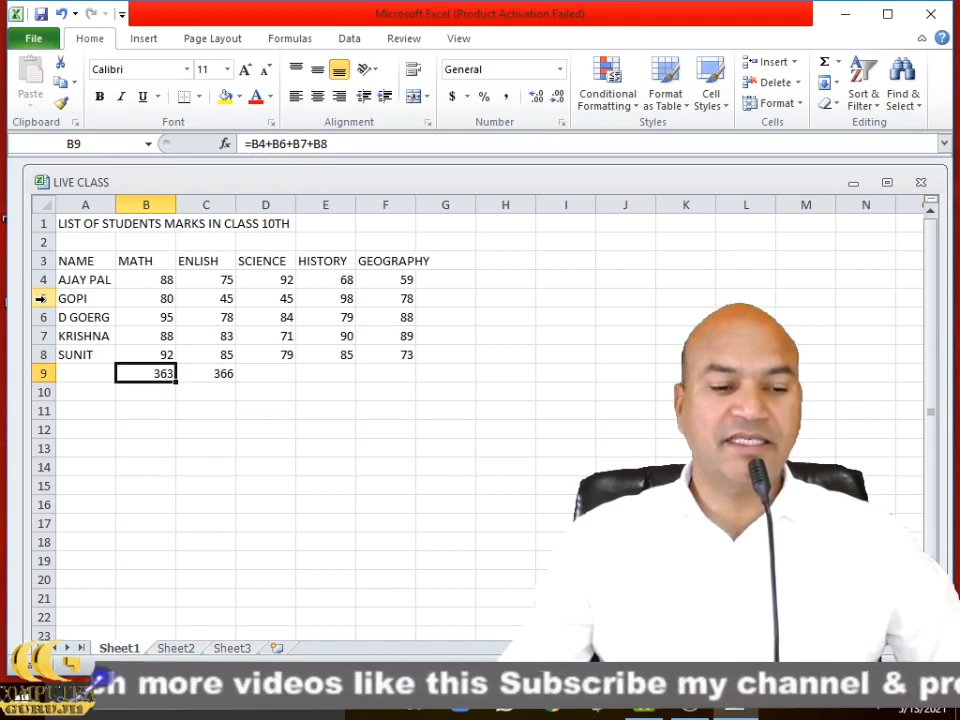 Microsoft Excel (Product Activation Failed)
File Home Insert Page Layout Formulas Data Review View
Paste
Calibri 11
B I U A
General
$ % ,
Conditional Formatting
Format as Table
Cell Styles
Insert
Delete
Format
Σ
Sort & Filter
Find & Select
Clipboard Font Alignment Number Styles Cells Editing
B9 fx =B4+B6+B7+B8
LIVE CLASS
A B C D E F G H I J K L M N
1 LIST OF STUDENTS MARKS IN CLASS 10TH
2
3 NAME MATH ENLISH SCIENCE HISTORY GEOGRAPHY
4 AJAY PAL 88 75 92 68 59
GOPI 80 45 45 98 78
6 D GOERG 95 78 84 79 88
7 KRISHNA 88 83 71 90 89
8 SUNIT 92 85 79 85 73
9 363 366
10
11
12
13
14
15
16
17
18
19
20
21
22
23
Sheet1 Sheet2 Sheet3
more videos like this Subscribe my channel & pre
COMPUTER
GURU.JI